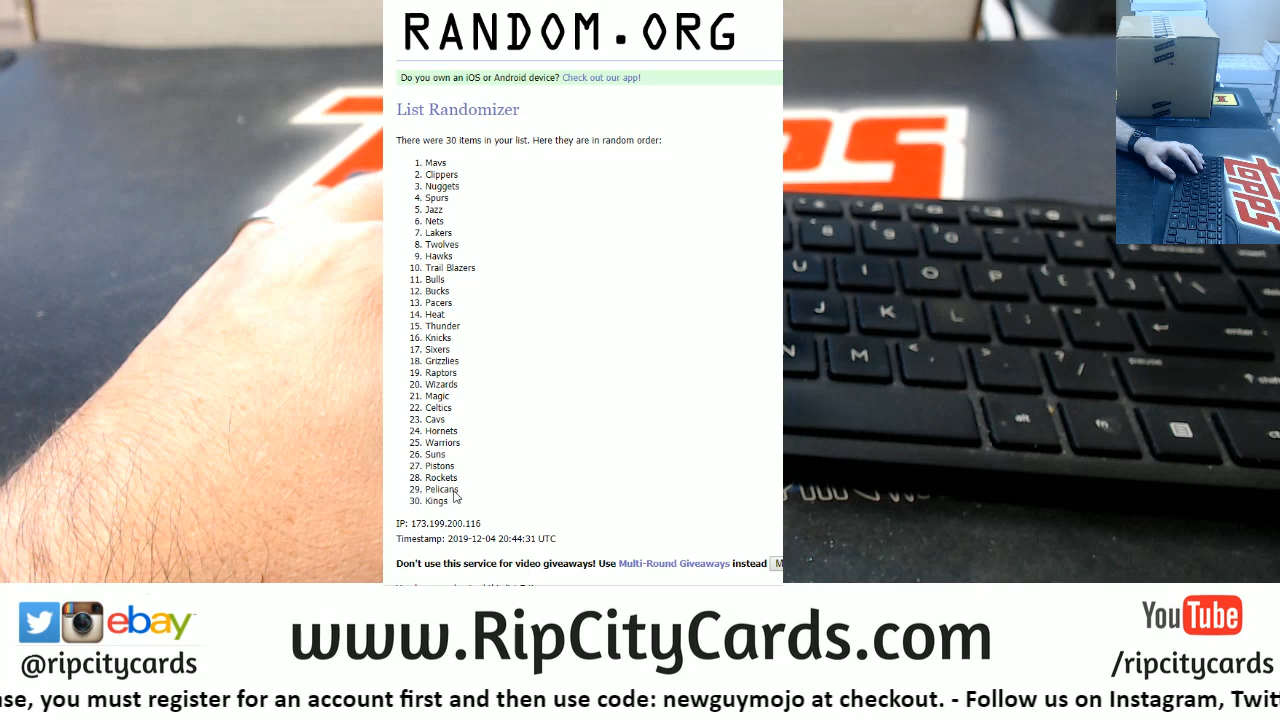 RANDOM.ORG
Do you own an iOS or Android device? Check out our app!
List Randomizer
There were 30 items in your list. Here they are in random order:
1. Mavs
2. Clippers
3. Nuggets
4. Spurs
5. Jazz
6. Nets
7. Lakers
8. Twolves
9. Hawks
10. Trail Blazers
11. Bulls
12. Bucks
13. Pacers
14. Heat
15. Thunder
16. Knicks
17. Sixers
18. Grizzlies
19. Raptors
20. Wizards
21. Magic
22. Celtics
23. Cavs
24. Hornets
25. Warriors
26. Suns
27. Pistons
28. Rockets
29. Pelicans
30. Kings
IP: 173.199.200.116
Timestamp: 2019-12-04 20:44:31 UTC
Don't use this service for video giveaways! Use Multi-Round Giveaways instead
topps
U I O P
J K L
N M
enter
pause
alt fn
ebay
@ripcitycards
www.RipCityCards.com
YouTube
/ripcitycards
you must register for an account first and then use code: newguymojo at checkout. - Follow us on Instagram,